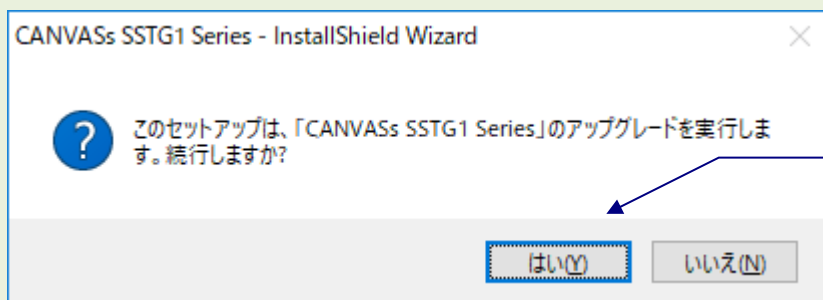 CANVASs SSTG1 Series - InstallShield Wizard
このセットアップは、「CANVASs SSTG1 Series」のアップグレードを実行しま
す。続行しますか?
はい(Y)
いいえ(N)